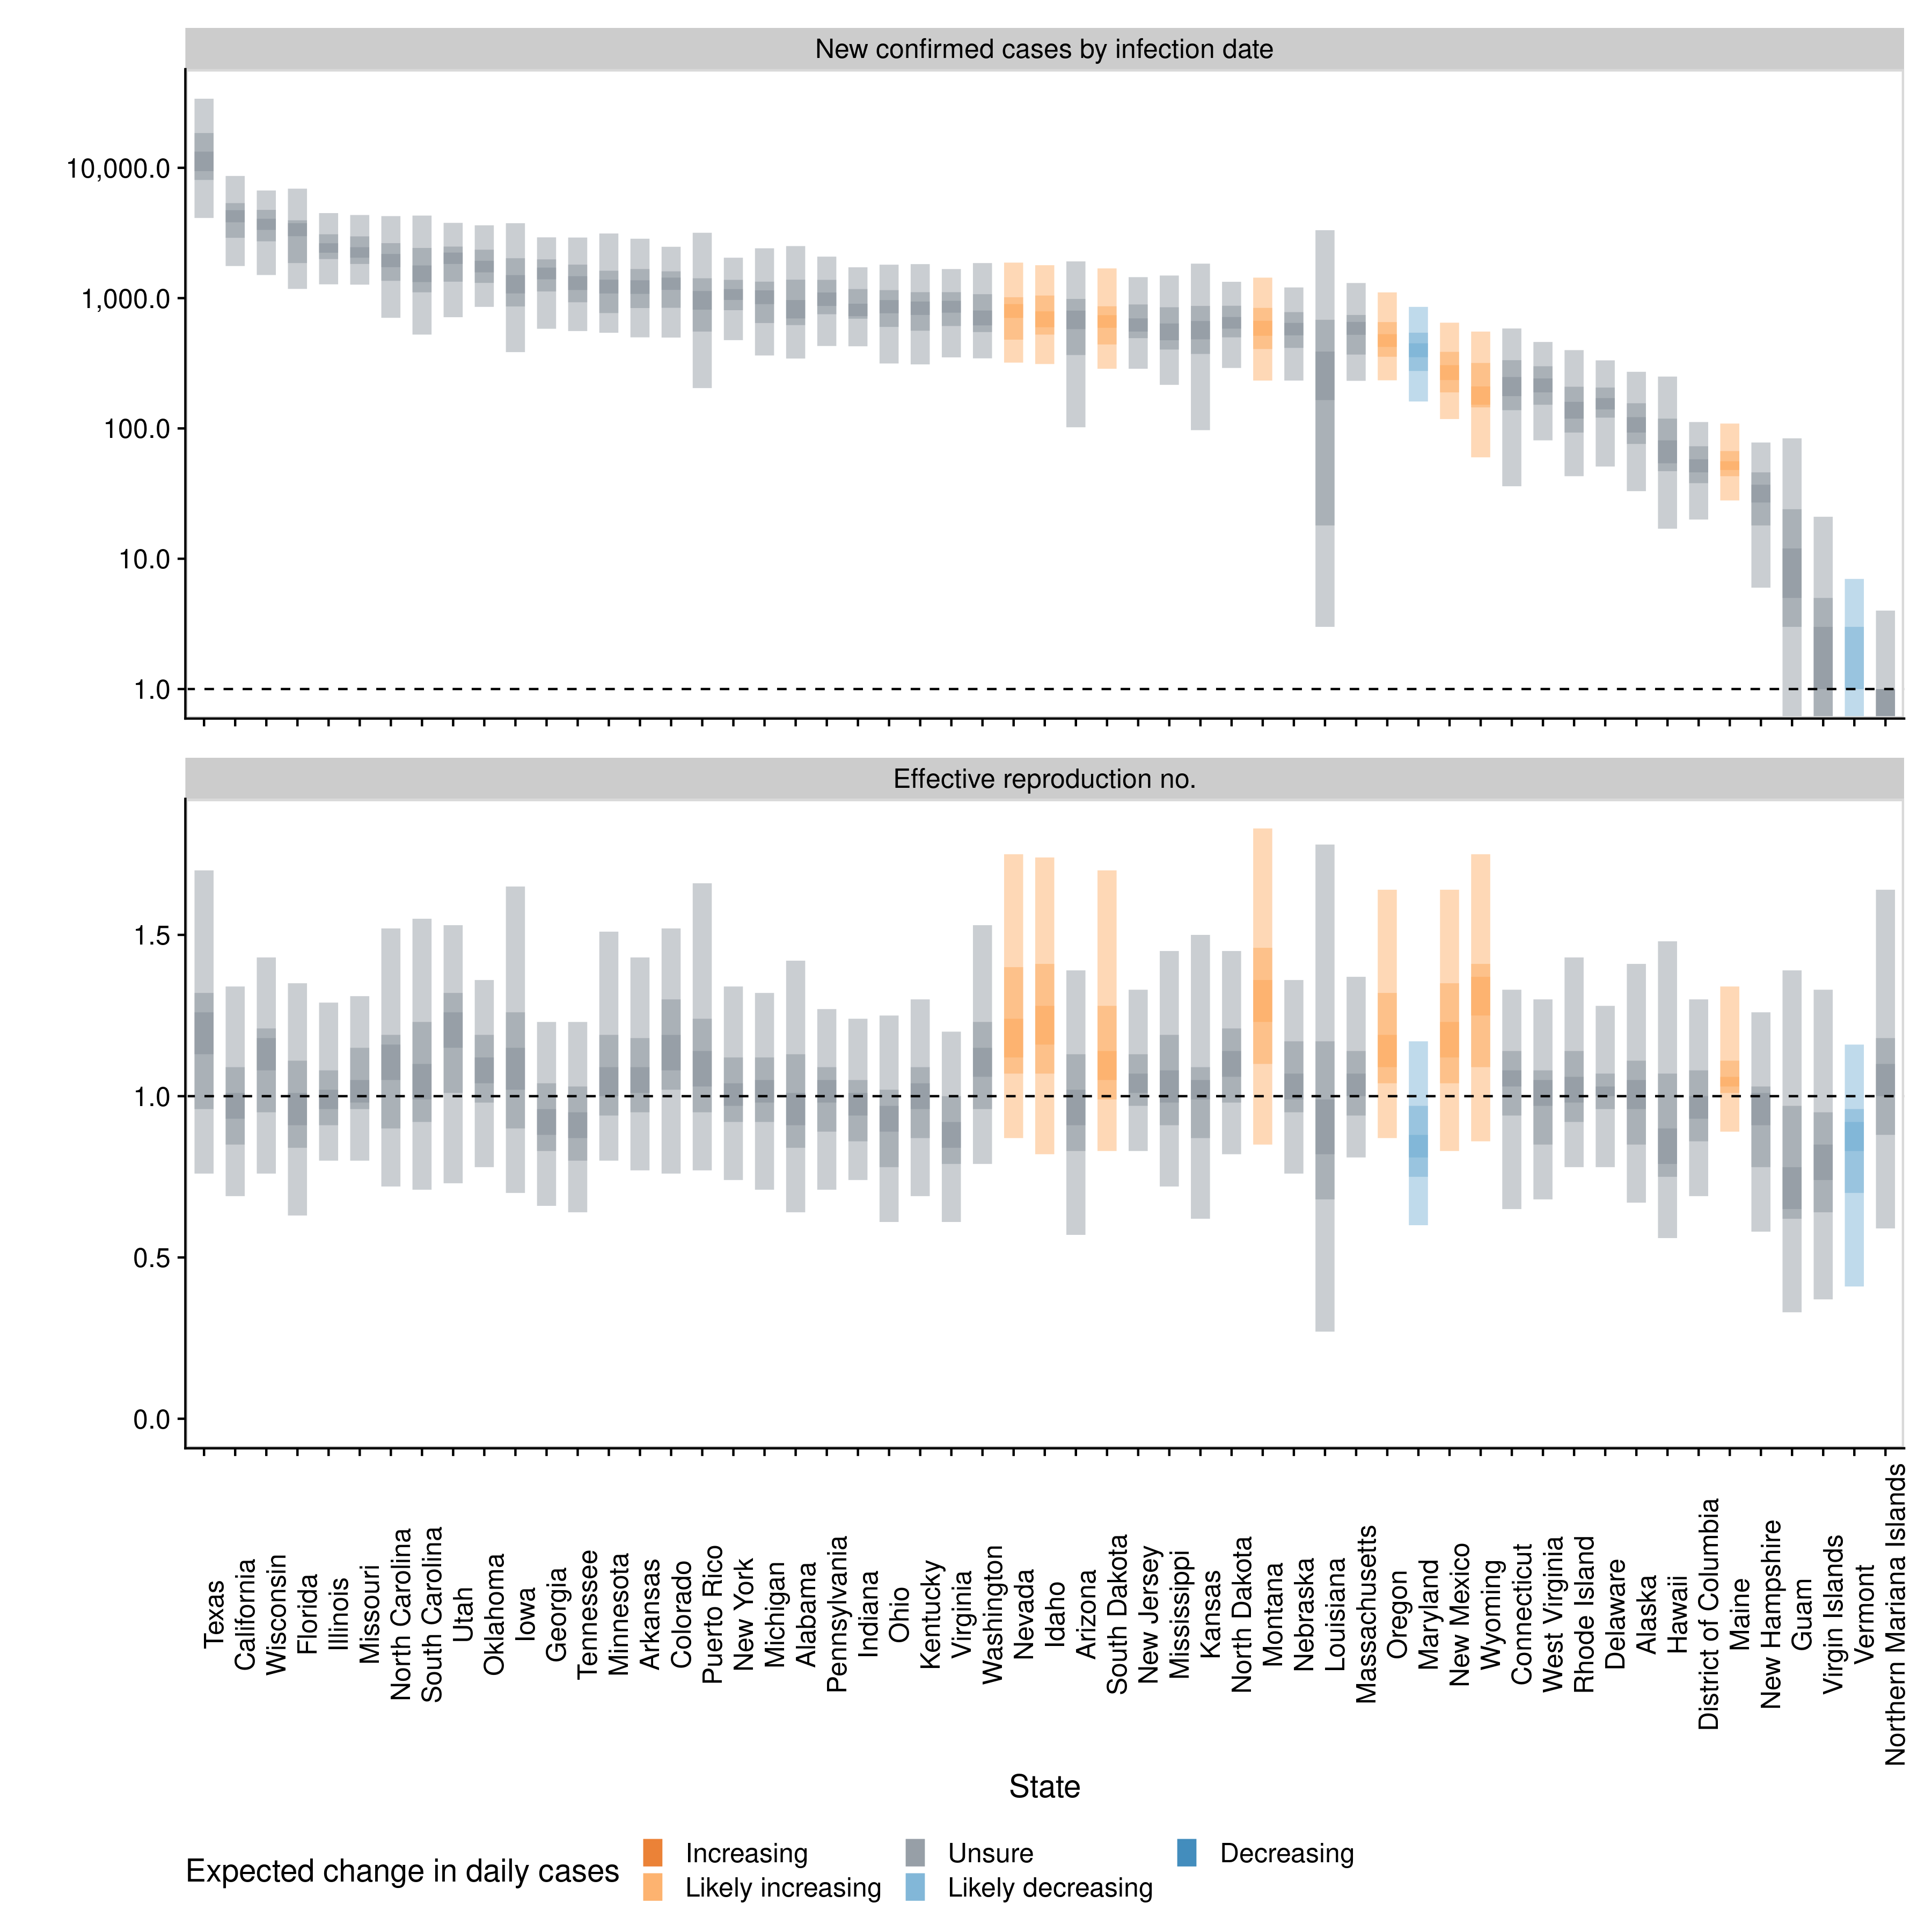 New confirmed cases by infection date
10,000.0
1,000.0
100.0
10.0
1.0
Effective reproduction no.
1.5
1.0
0.5
0.0
Texas
California
Wisconsin
Florida
Illinois
Missouri
North Carolina
South Carolina
Utah
Oklahoma
Iowa
Georgia
Tennessee
Minnesota
Arkansas
Colorado
Puerto Rico
New York
Michigan
Alabama
Pennsylvania
Indiana
Ohio
Kentucky
Virginia
Washington
Nevada
Idaho
Arizona
South Dakota
New Jersey
Mississippi
Kansas
North Dakota
Montana
Nebraska
Louisiana
Massachusetts
Oregon
Maryland
New Mexico
Wyoming
Connecticut
West Virginia
Rhode Island
Delaware
Alaska
Hawaii
District of Columbia
Maine
New Hampshire
Guam
Virgin Islands
Vermont
Northern Mariana Islands
State
Expected change in daily cases
Increasing
Likely increasing
Unsure
Likely decreasing
Decreasing